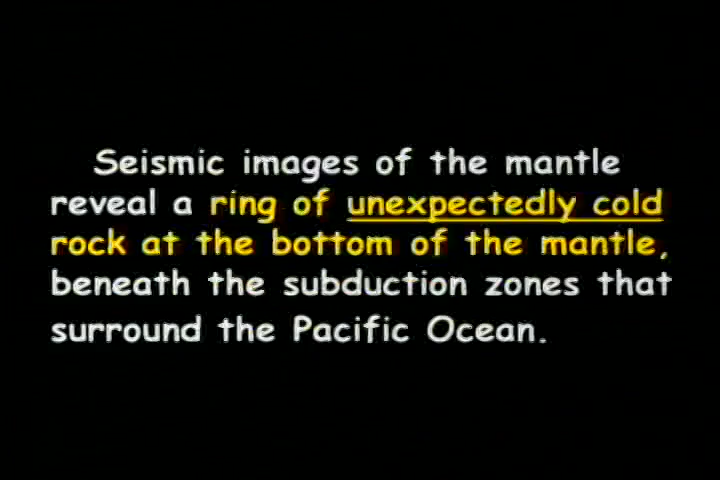 Seismic images of the mantle
reveal a ring of unexpectedly cold
rock at the bottom of the mantle,
beneath the subduction zones that
surround the Pacific Ocean.